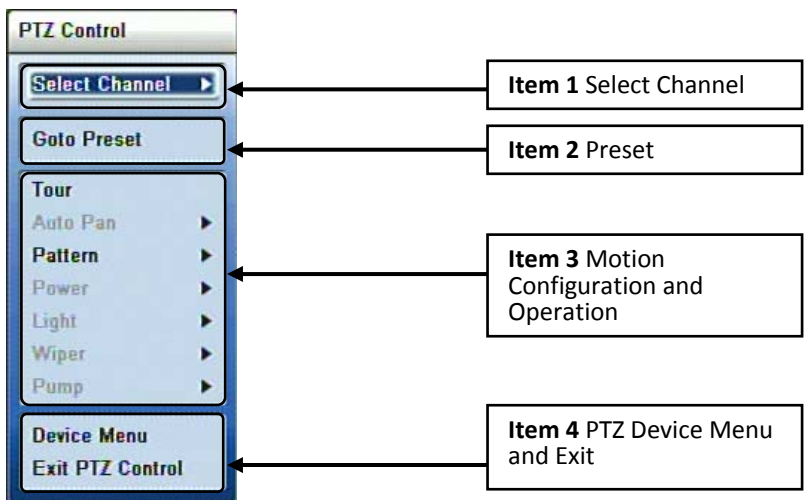 PTZ Control
Select Channel
Goto Preset
Tour
Auto Pan
Pattern
Power
Light
Wiper
Pump
Device Menu
Exit PTZ Control
Item 1 Select Channel
Item 2 Preset
Item 3 Motion
Configuration and
Operation
Item 4 PTZ Device Menu
and Exit